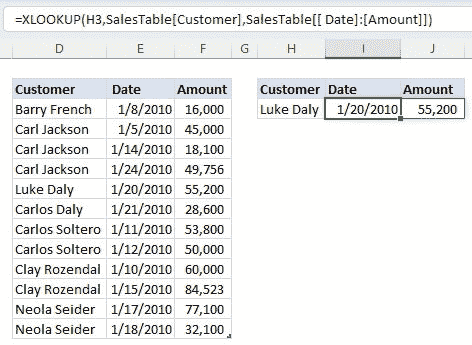 =XLOOKUP(H3,SalesTable[Customer],SalesTable[[ Date]:[Amount]])
D E F G H I J
Customer Date Amount Customer Date Amount
Barry French 1/8/2010 16,000 Luke Daly 1/20/2010 55,200
Carl Jackson 1/5/2010 45,000
Carl Jackson 1/14/2010 18,100
Carl Jackson 1/24/2010 49,756
Luke Daly 1/20/2010 55,200
Carlos Daly 1/21/2010 28,600
Carlos Soltero 1/11/2010 53,800
Carlos Soltero 1/12/2010 50,000
Clay Rozendal 1/10/2010 60,000
Clay Rozendal 1/15/2010 84,523
Neola Seider 1/17/2010 77,100
Neola Seider 1/18/2010 32,100